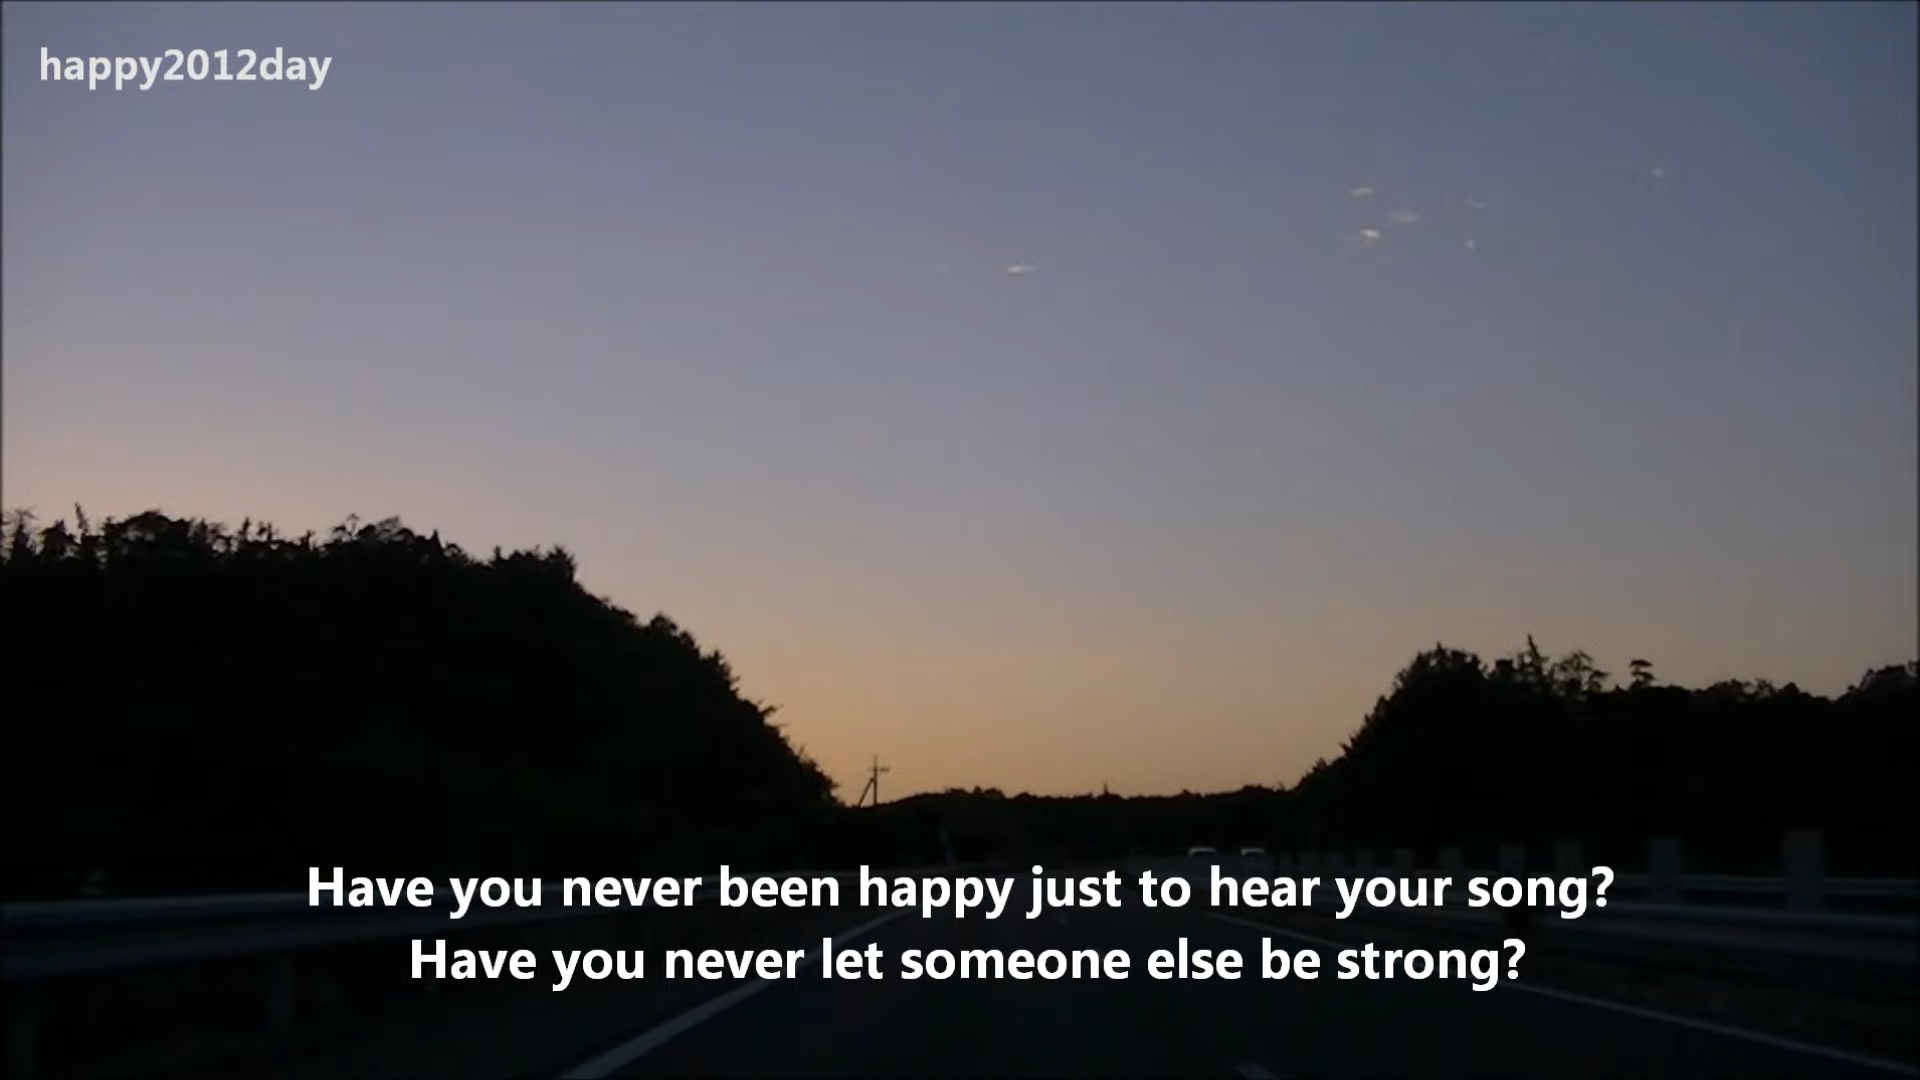 happy2012day
Have you never been happy just to hear your song?
Have you never let someone else be strong?